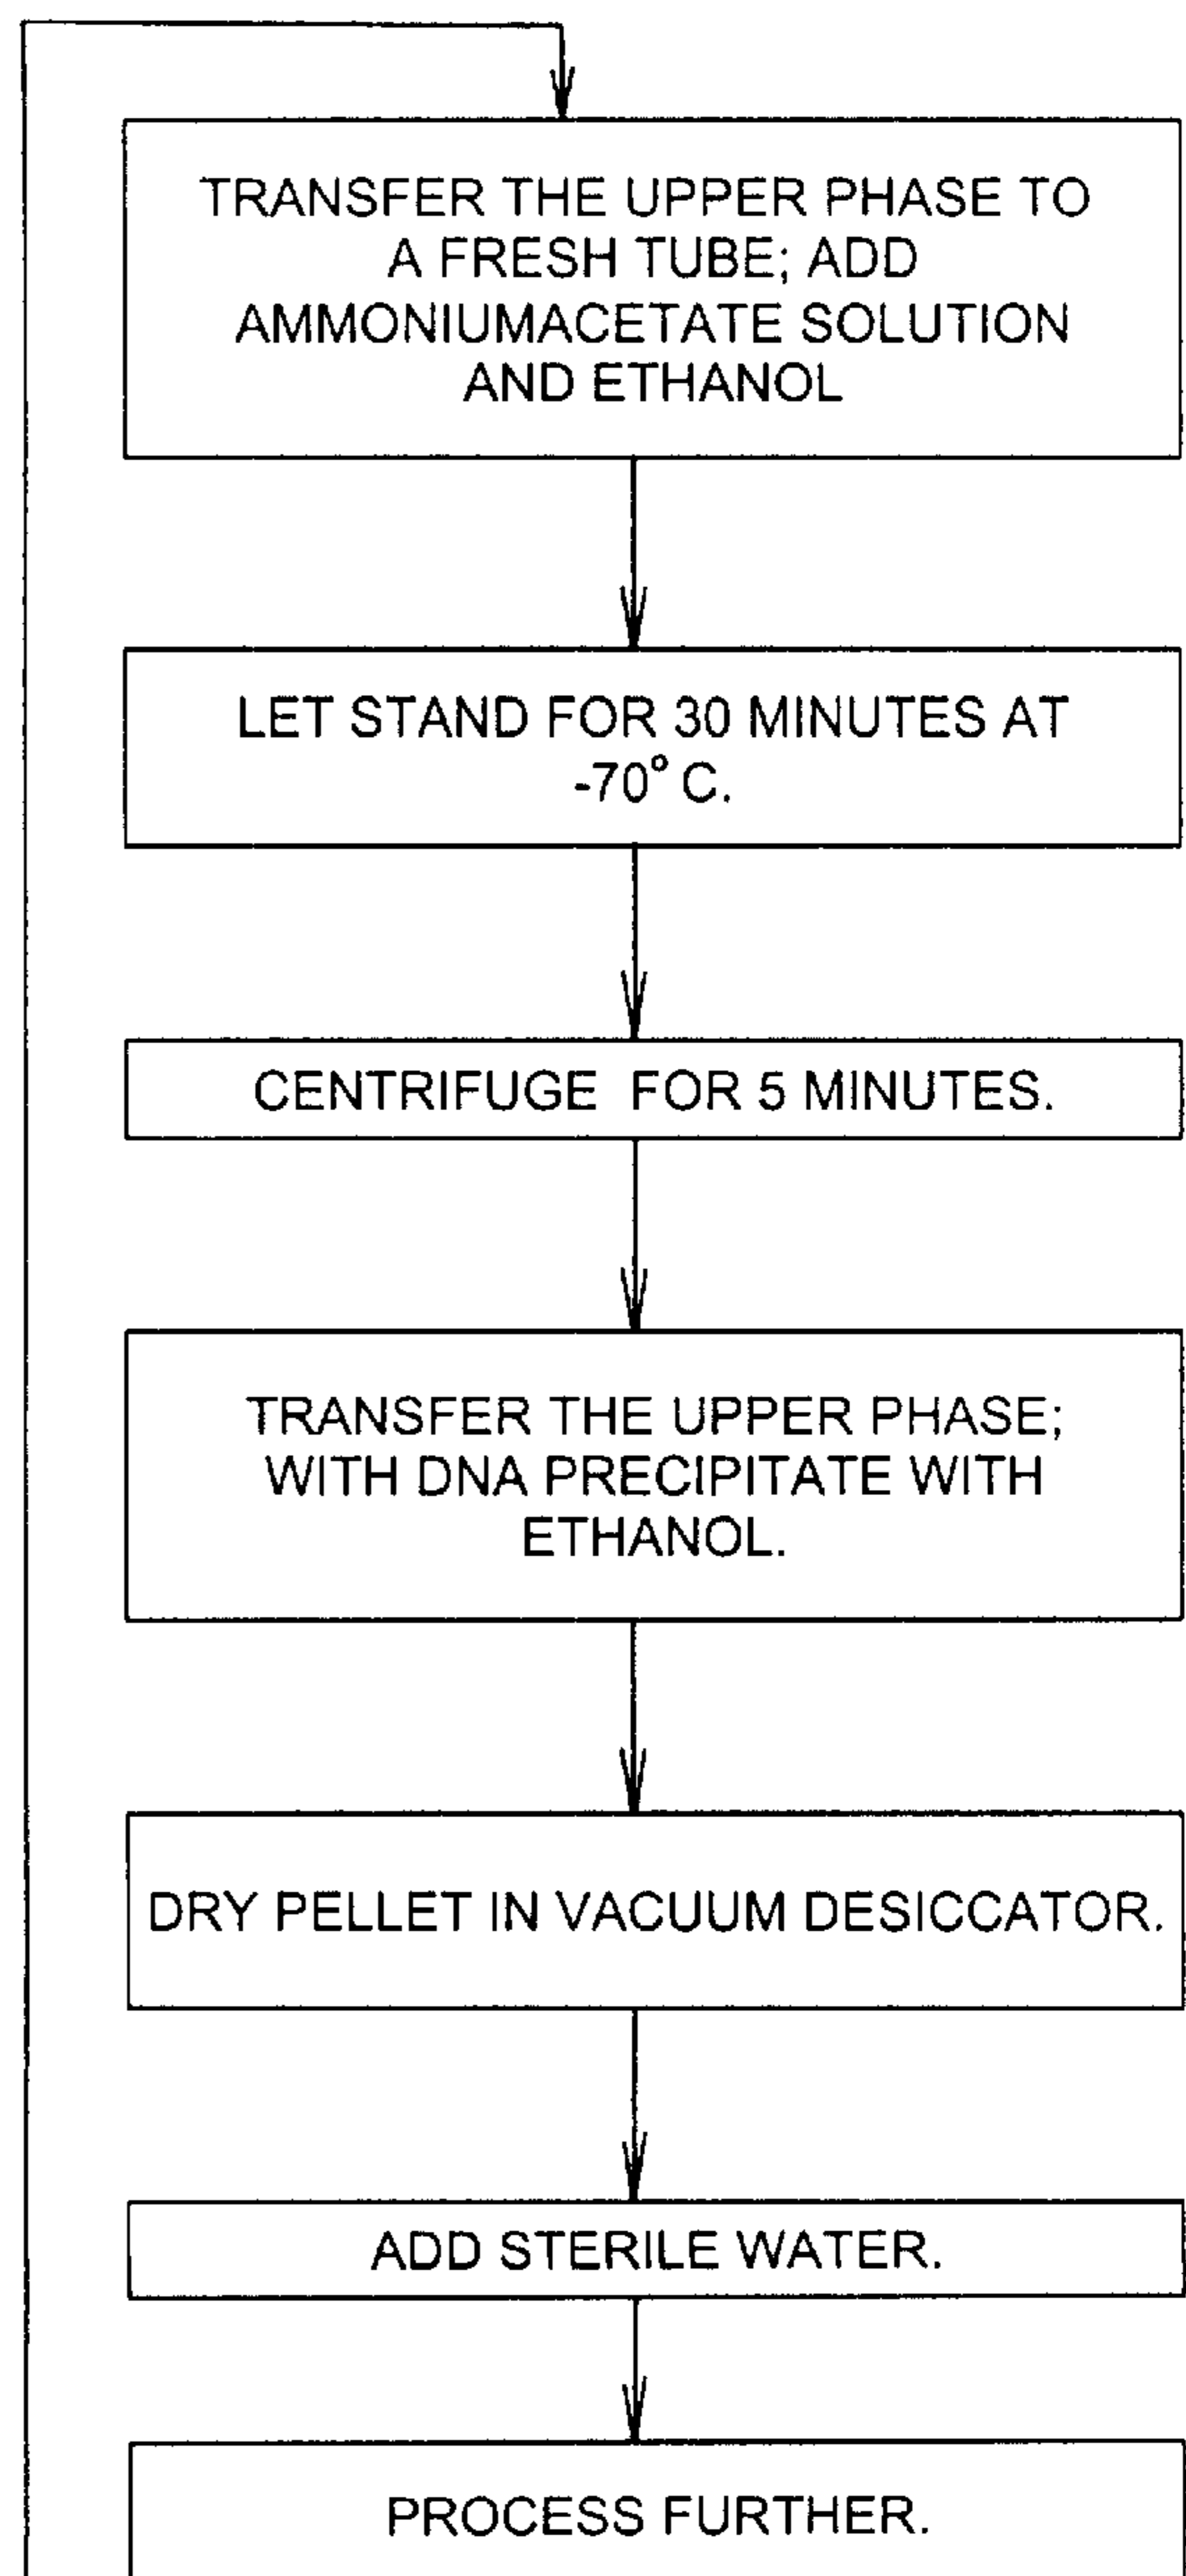 TRANSFER THE UPPER PHASE TO
A FRESH TUBE; ADD
AMMONIUMACETATE SOLUTION
AND ETHANOL
LET STAND FOR 30 MINUTES AT
-70° C.
CENTRIFUGE FOR 5 MINUTES.
TRANSFER THE UPPER PHASE;
WITH DNA PRECIPITATE WITH
ETHANOL.
DRY PELLET IN VACUUM DESICCATOR.
ADD STERILE WATER.
PROCESS FURTHER.